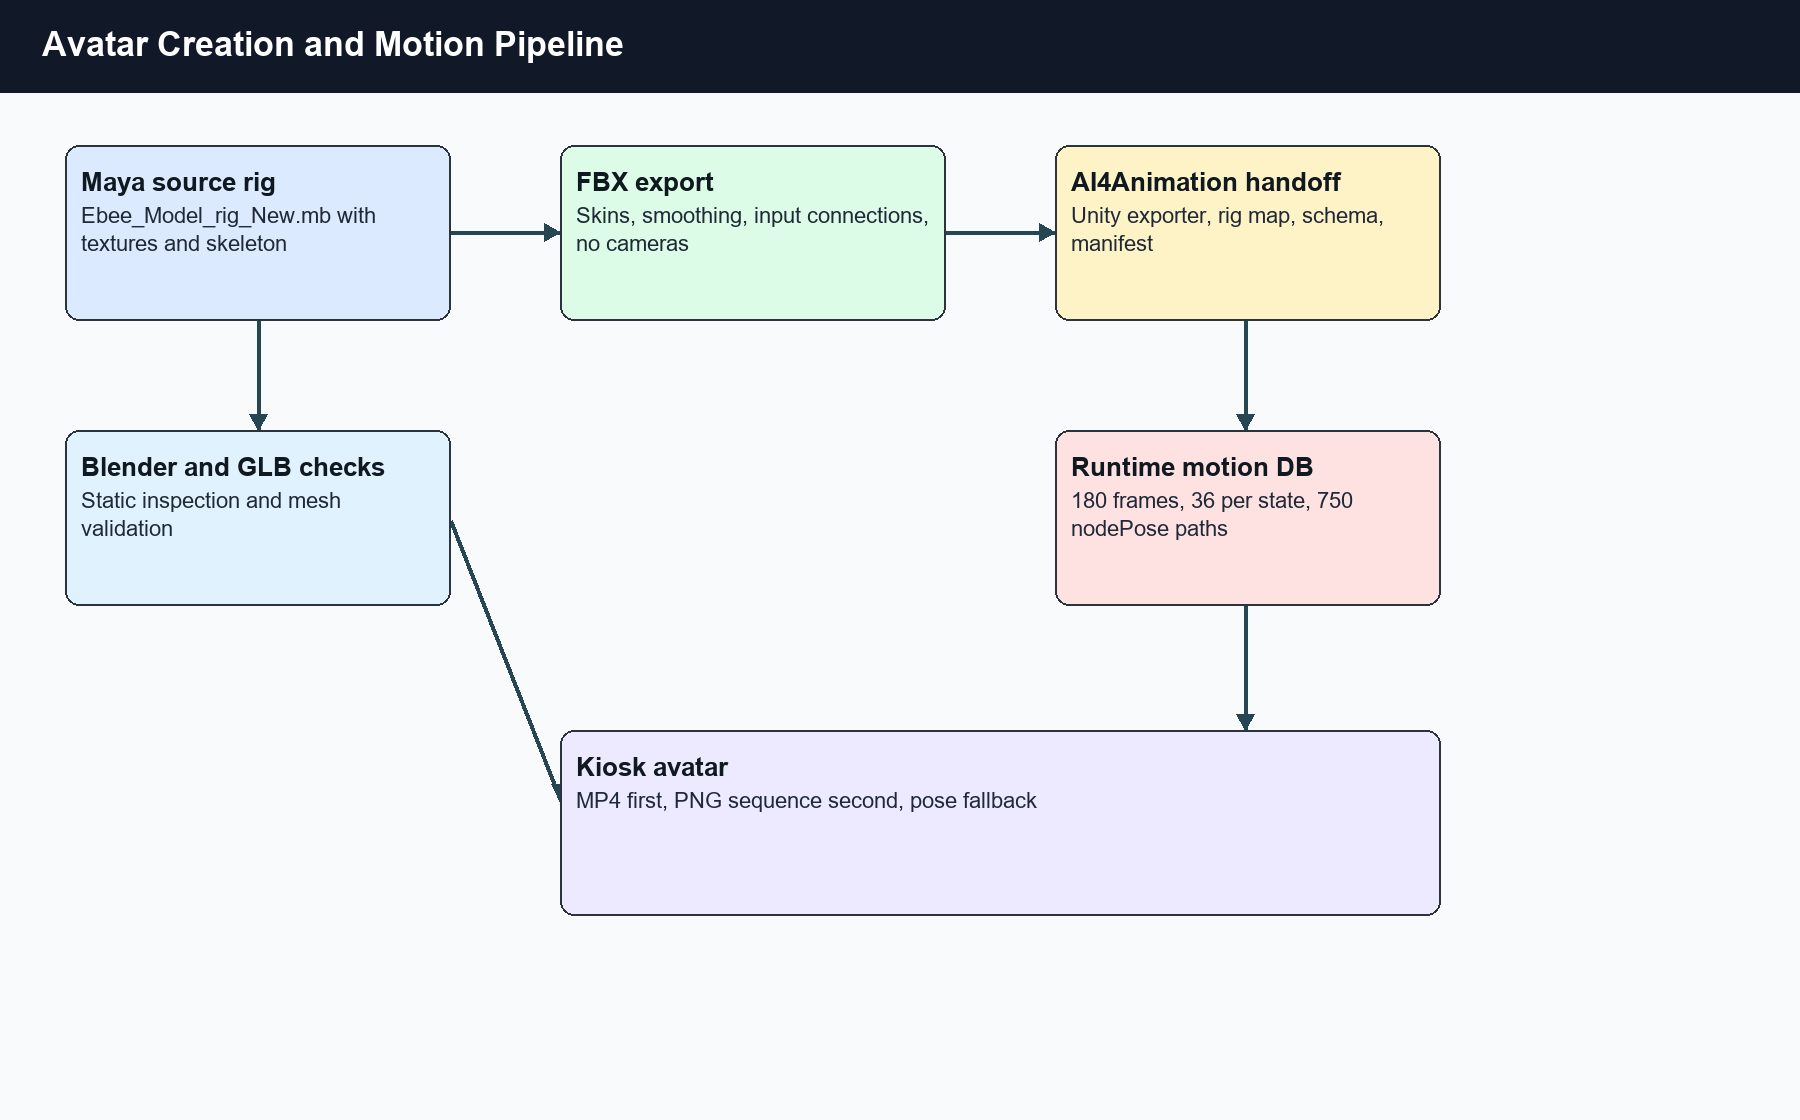 Avatar Creation and Motion Pipeline
Maya source rig
Ebee_Model_rig_New.mb with
textures and skeleton
FBX export
Skins, smoothing, input connections,
no cameras
AI4Animation handoff
Unity exporter, rig map, schema,
manifest
Blender and GLB checks
Static inspection and mesh
validation
Runtime motion DB
180 frames, 36 per state, 750
nodePose paths
Kiosk avatar
MP4 first, PNG sequence second, pose fallback